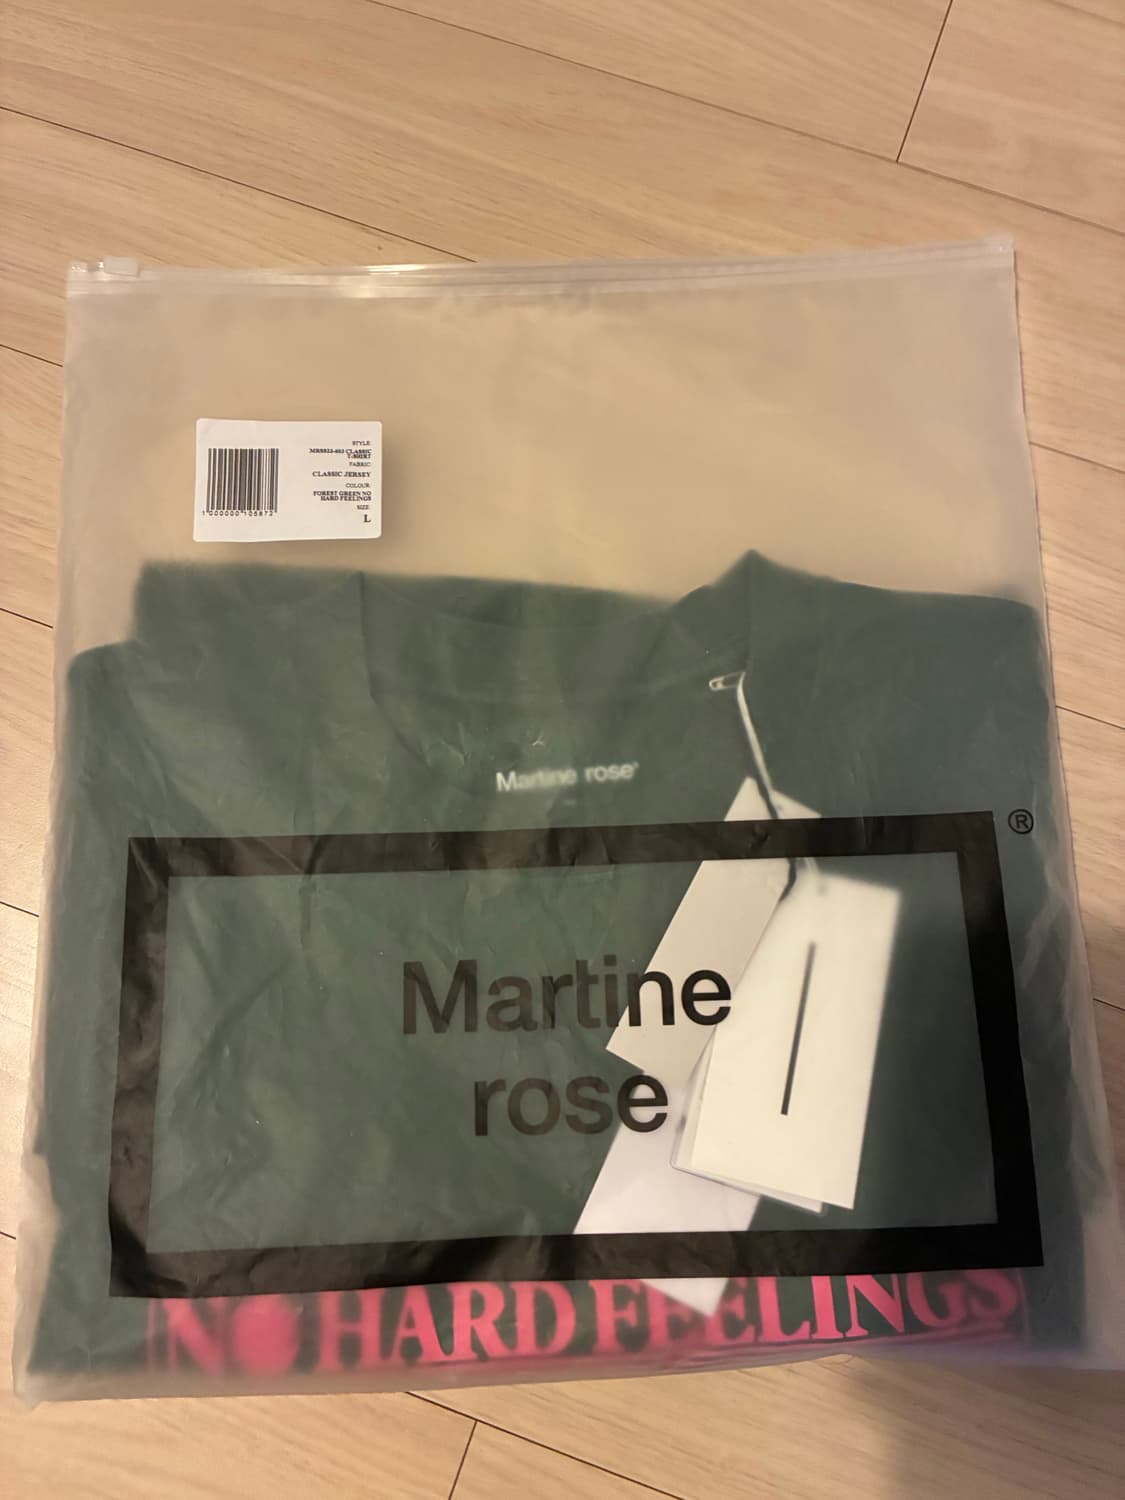 STYLE:
CLASSIC
T-SHIRT
FABRIC:
CLASSIC JERSEY
COLOUR:
FOREST GREEN NO
HARD FEELINGS
SIZE:
L
Martine rose®
®
Martine
rose
NO HARD FEELINGS